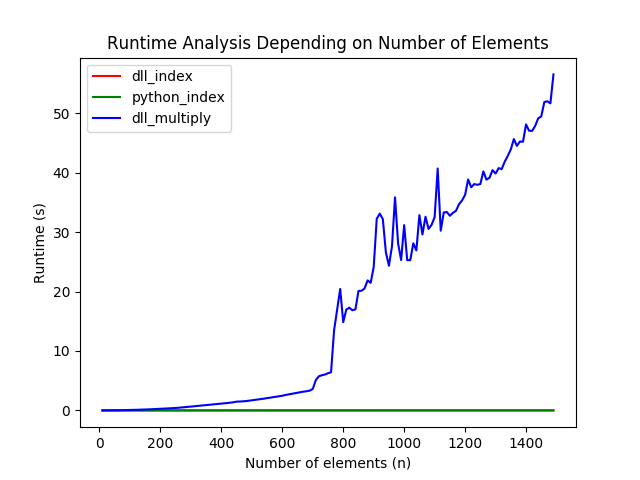 Runtime Analysis Depending on Number of Elements
dll_index
python_index
dll_multiply
50
40
30
20
10
0
Runtime (s)
0 200 400 600 800 1000 1200 1400
Number of elements (n)